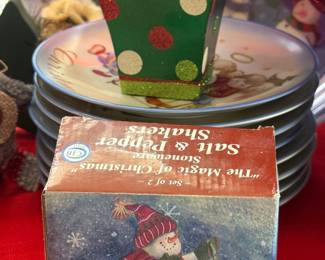 "The Magic of Christmas"
– Set of 2 –
Stoneware
Salt & Pepper
Shakers